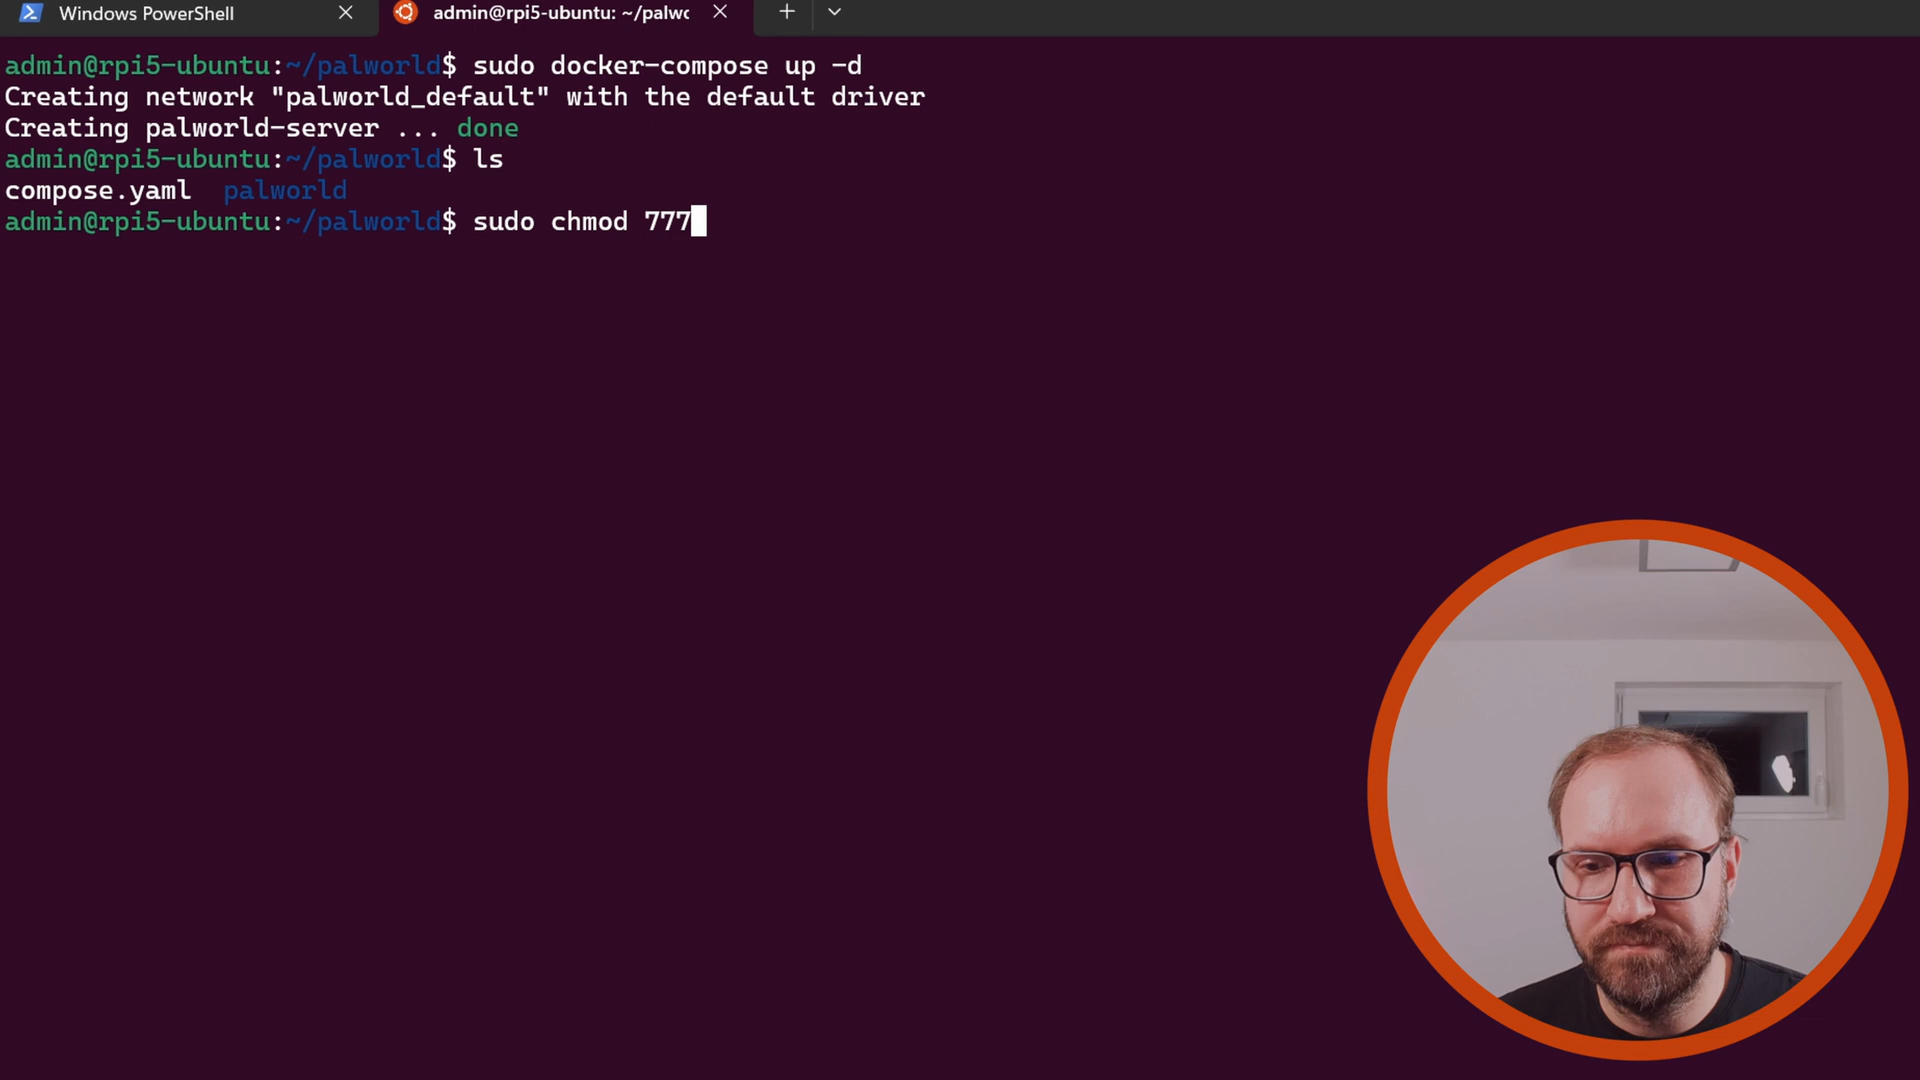 Windows PowerShell
admin@rpi5-ubuntu: ~/palwo
admin@rpi5-ubuntu:~/palworld$ sudo docker-compose up -d
Creating network "palworld_default" with the default driver
Creating palworld-server ... done
admin@rpi5-ubuntu:~/palworld$ ls
compose.yaml  palworld
admin@rpi5-ubuntu:~/palworld$ sudo chmod 777